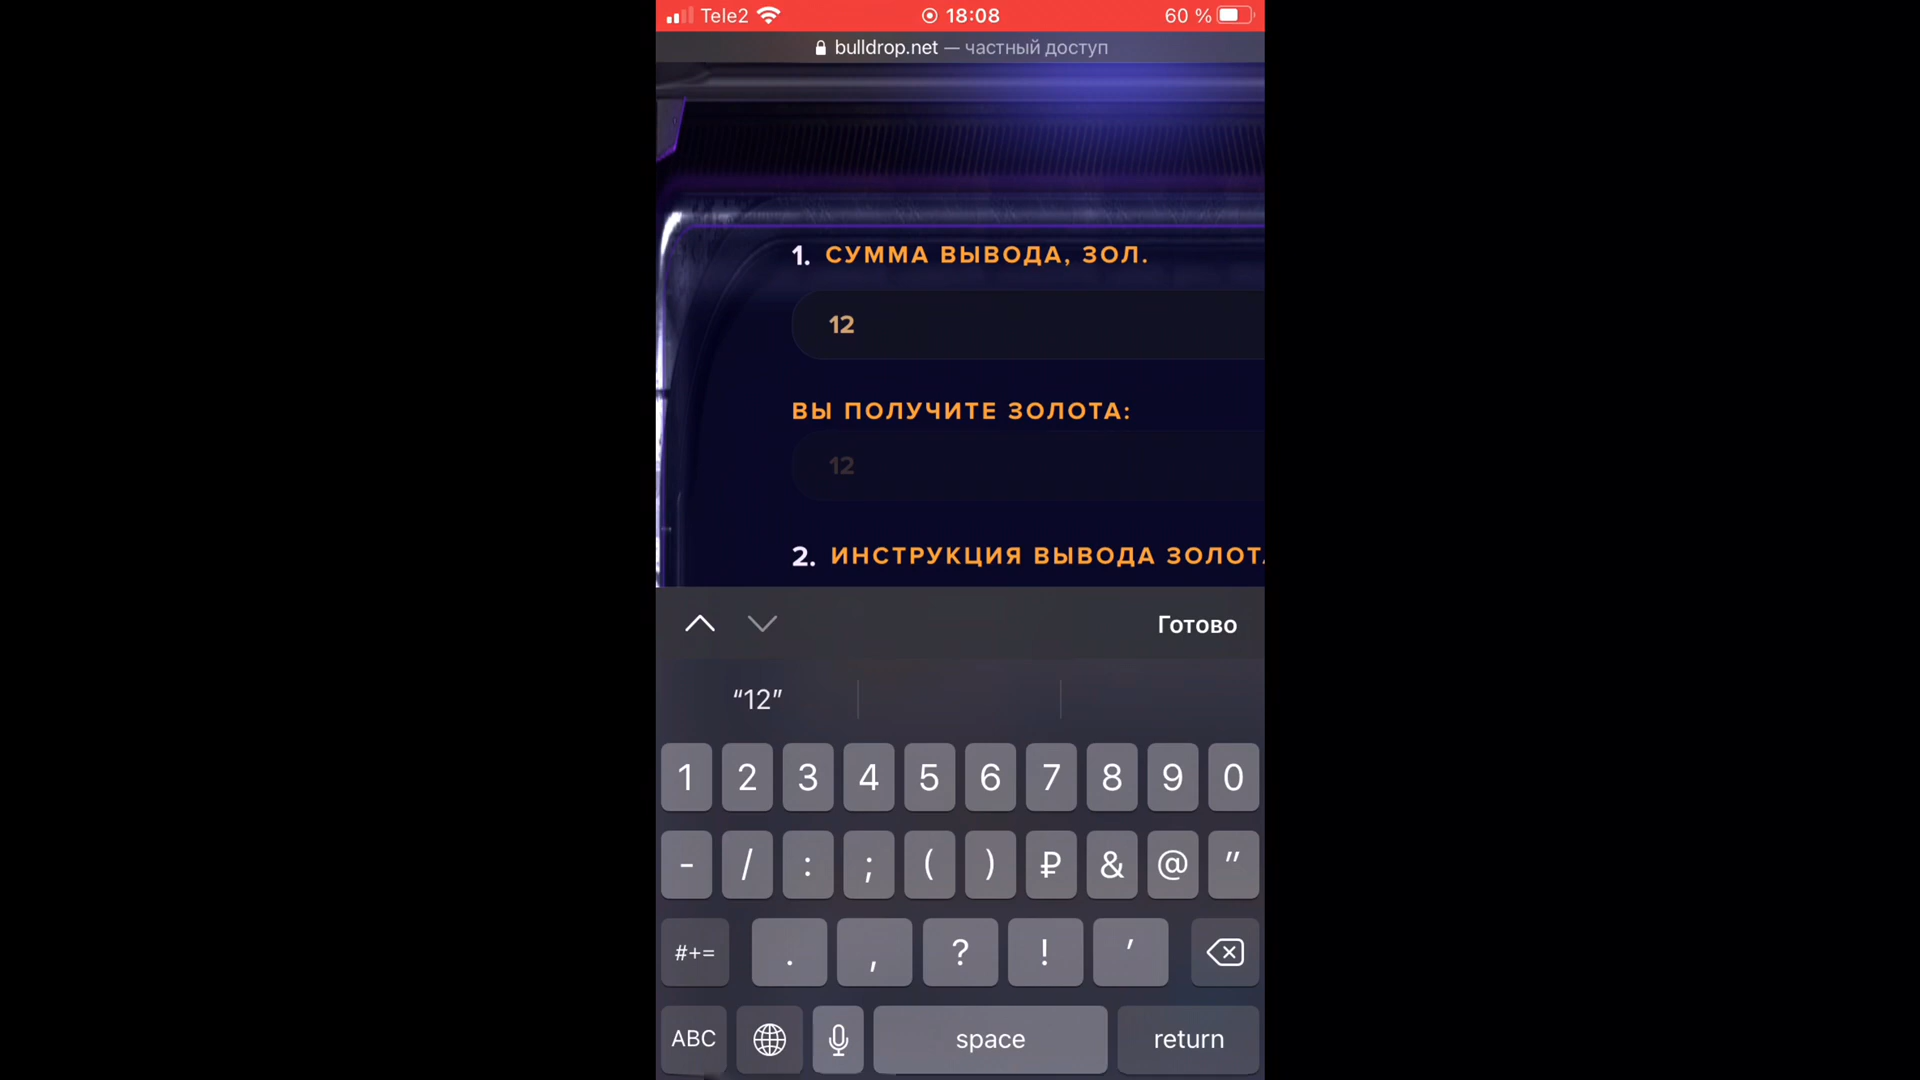 Tele2 18:08 60 %
bulldrop.net — частный доступ
1. СУММА ВЫВОДА, ЗОЛ.
12
ВЫ ПОЛУЧИТЕ ЗОЛОТА:
12
2. ИНСТРУКЦИЯ ВЫВОДА ЗОЛОТА
Готово
“12”
1 2 3 4 5 6 7 8 9 0
- / : ; ( ) ₽ & @ ”
#+= . , ? ! ’
ABC space return